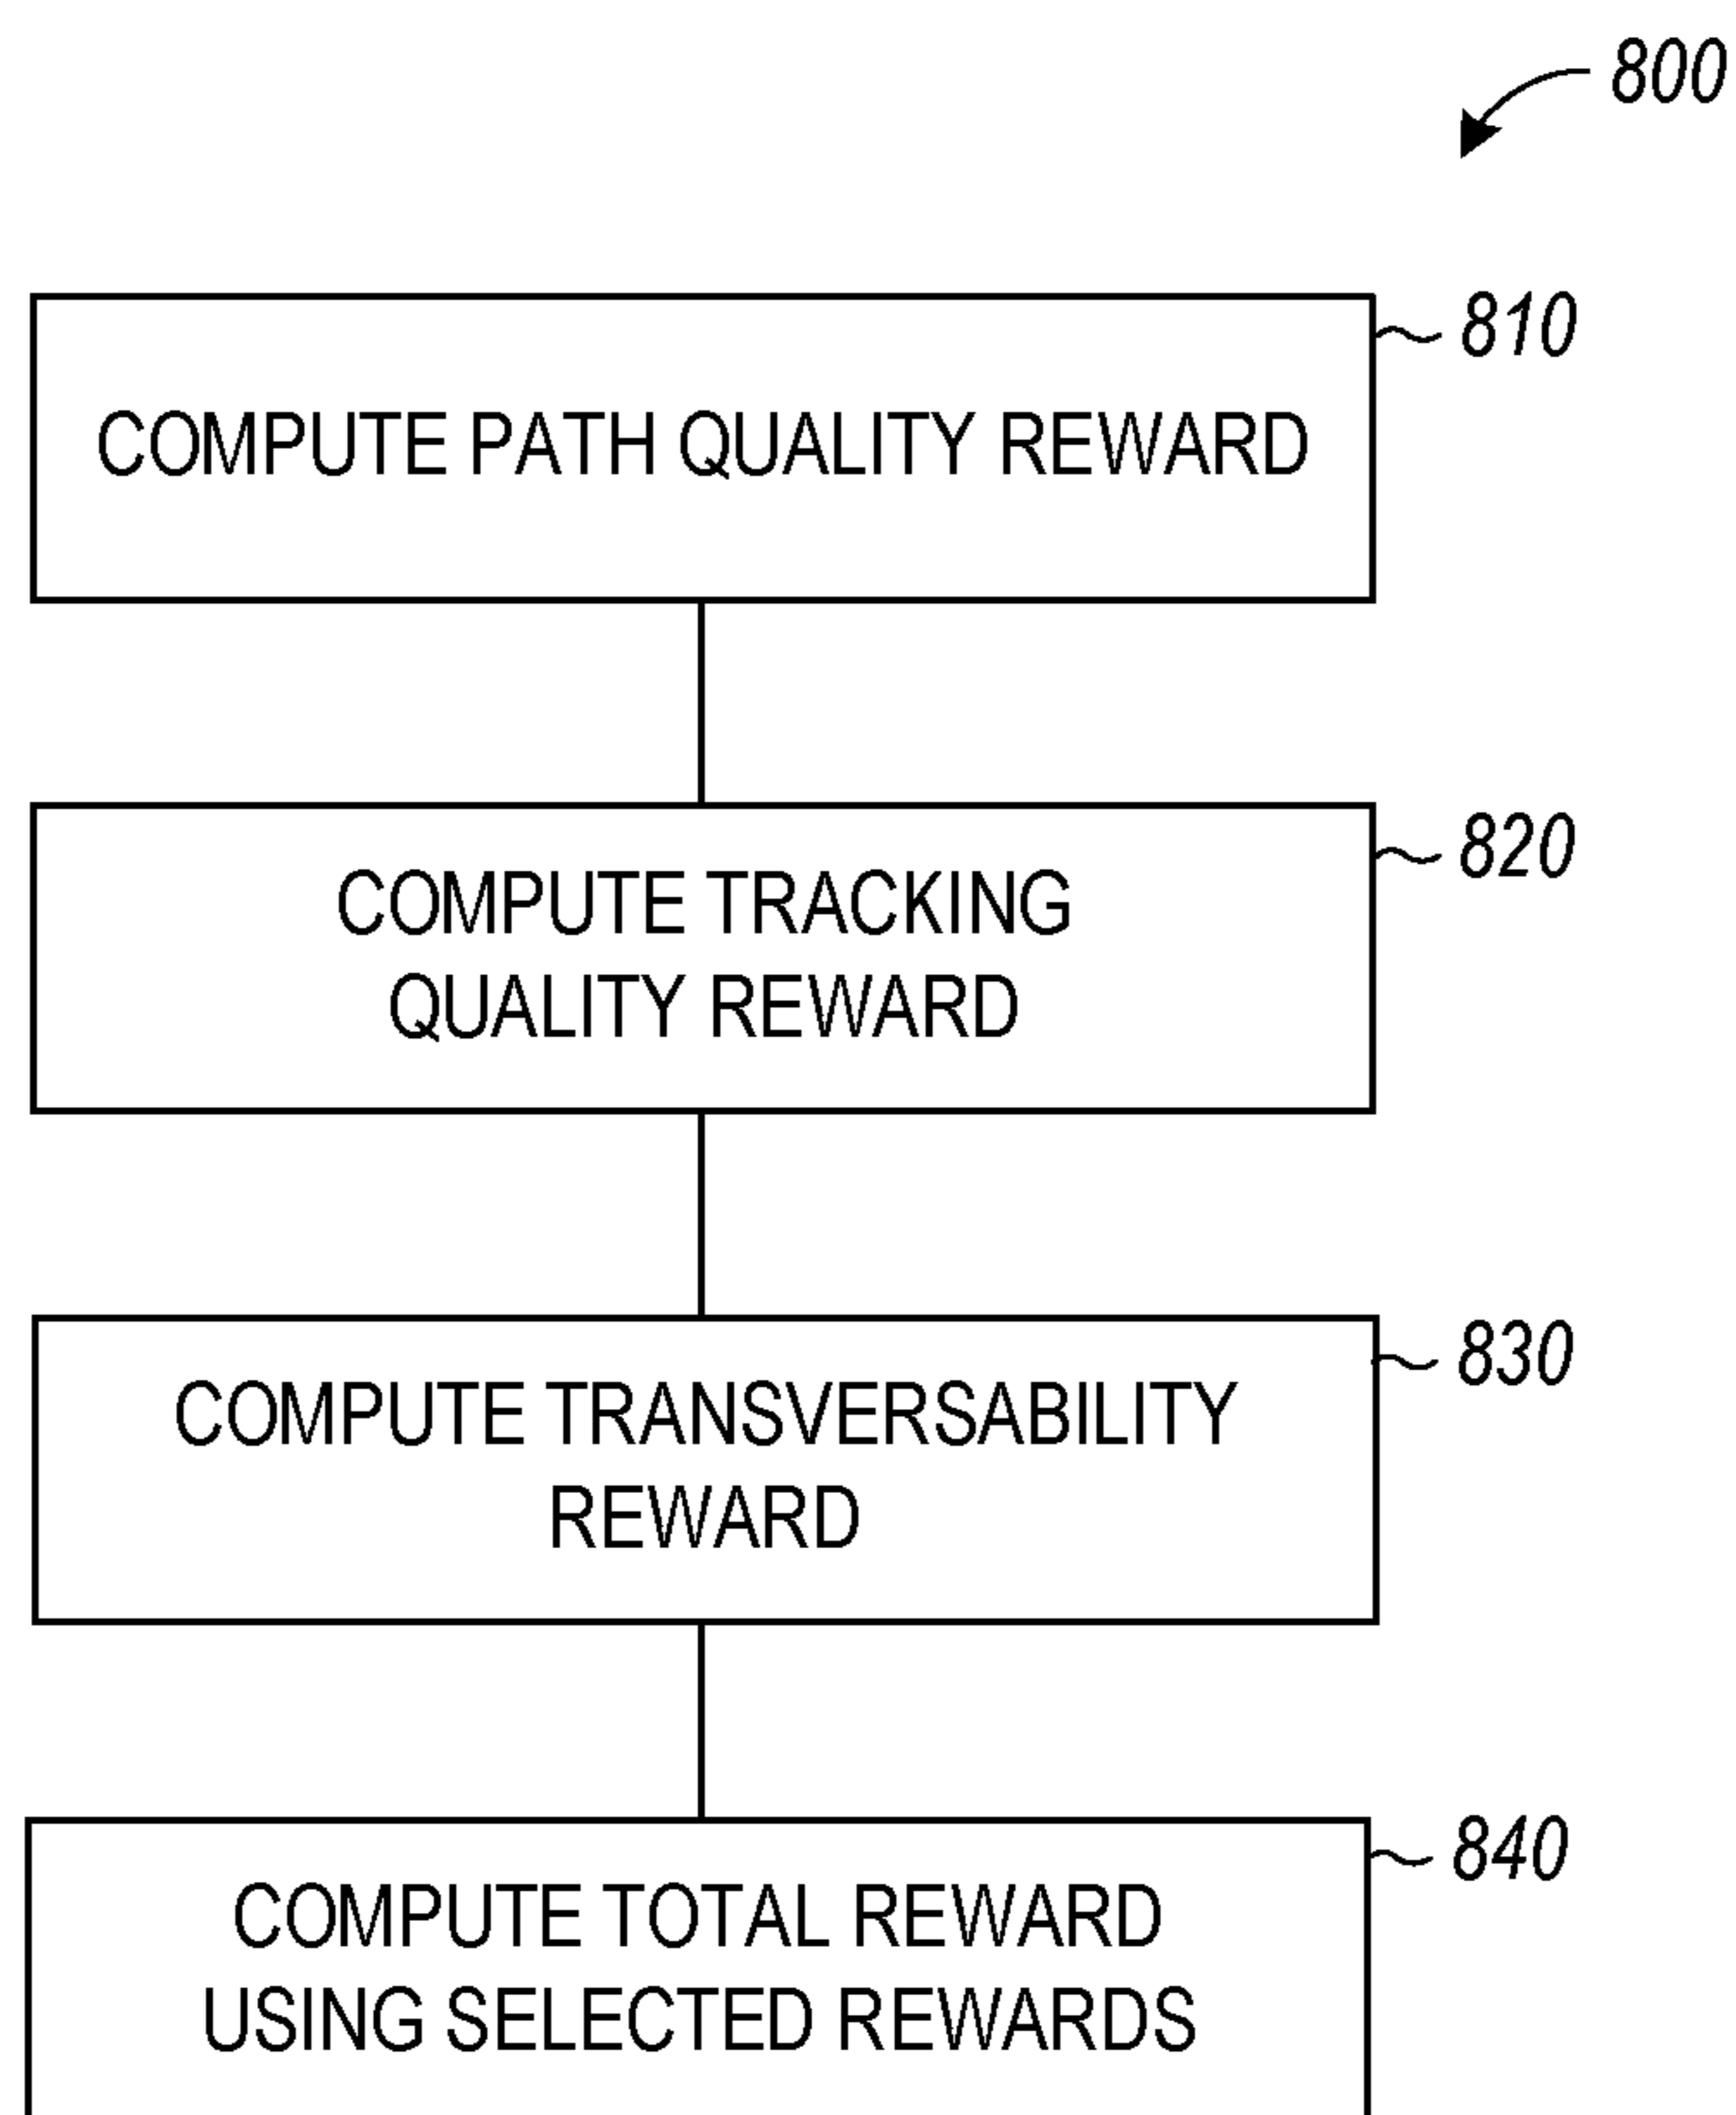 800
810
COMPUTE PATH QUALITY REWARD
820
COMPUTE TRACKING
QUALITY REWARD
830
COMPUTE TRANSVERSABILITY
REWARD
840
COMPUTE TOTAL REWARD
USING SELECTED REWARDS